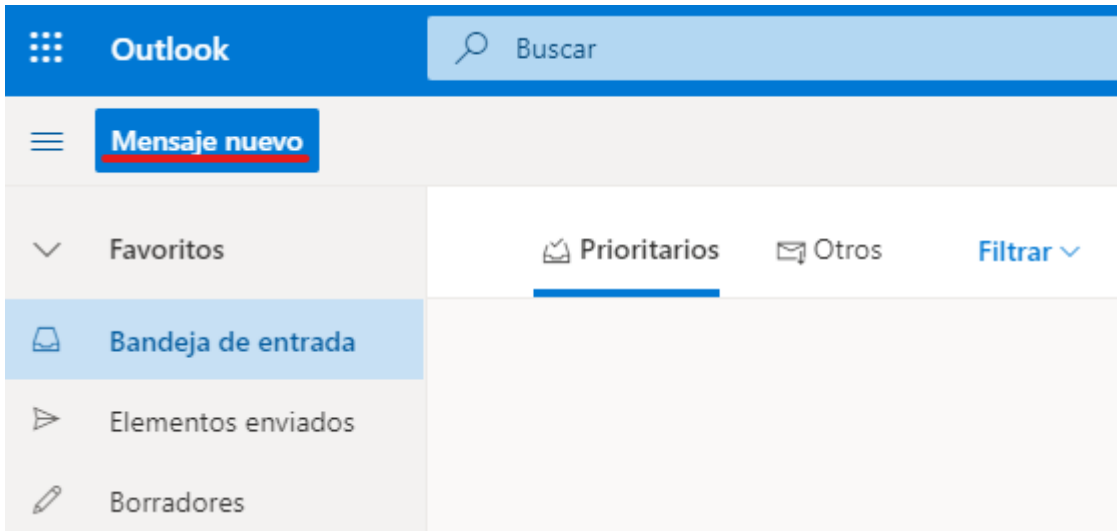 Outlook
Buscar
Mensaje nuevo
Favoritos
Prioritarios
Otros
Filtrar
Bandeja de entrada
Elementos enviados
Borradores